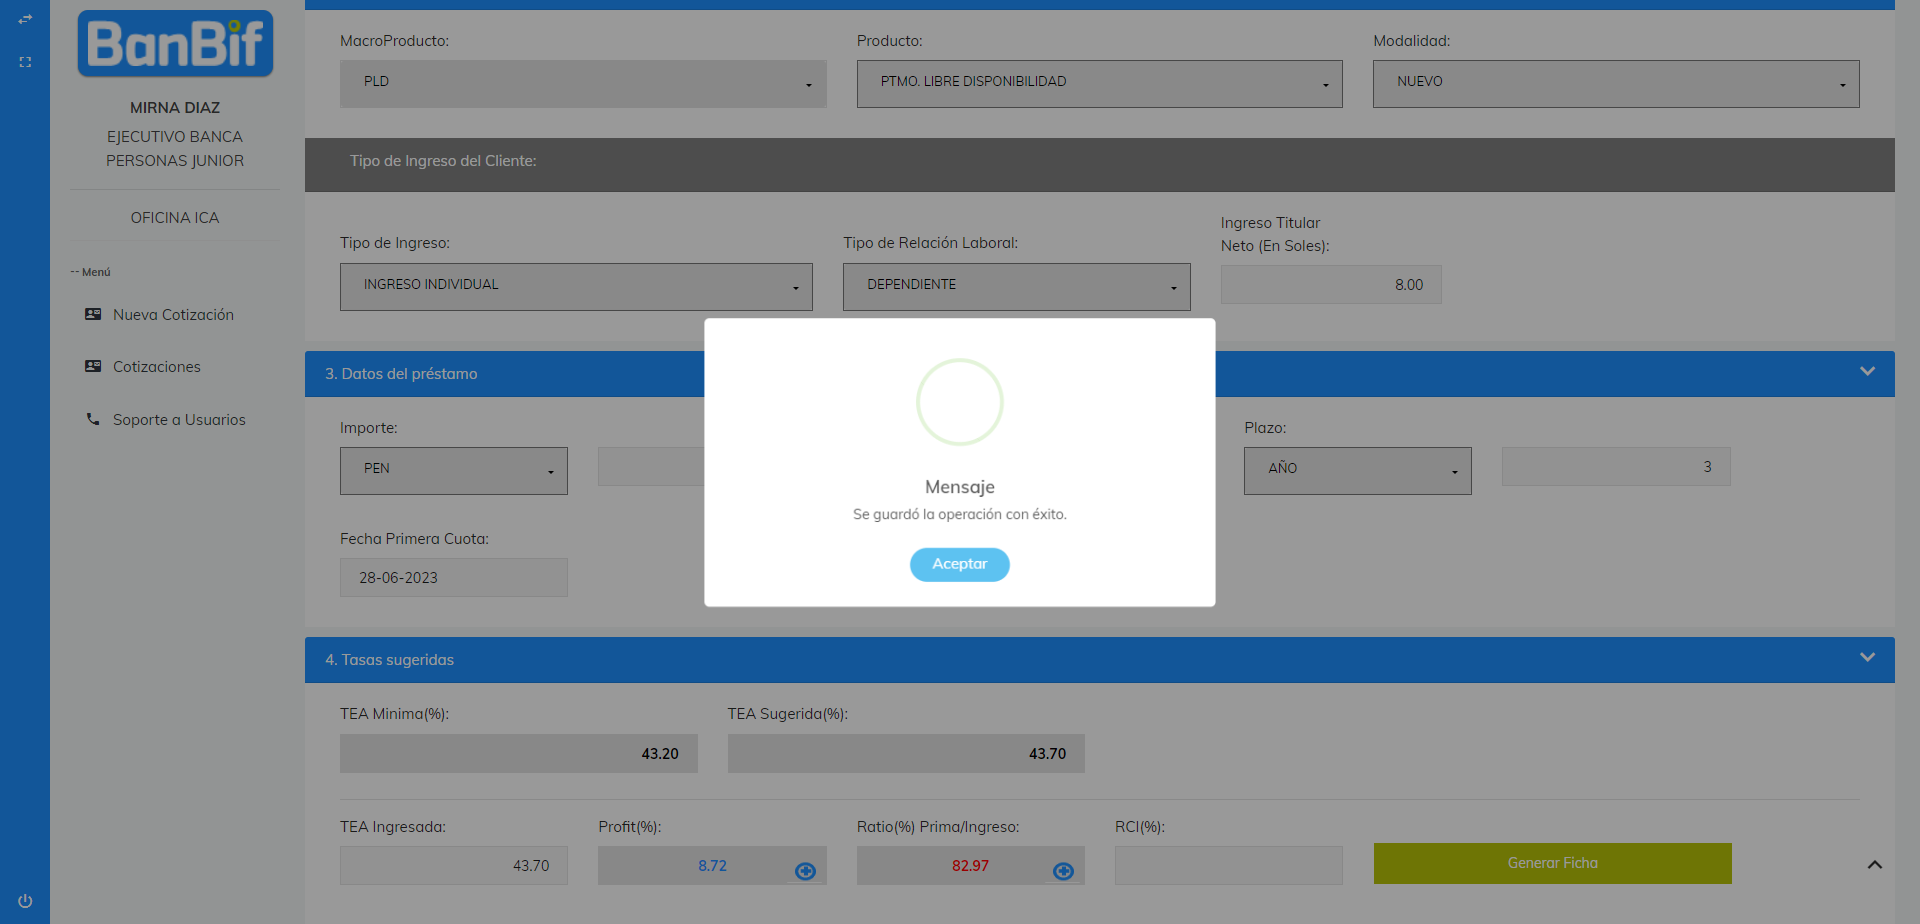 BanBif
MIRNA DIAZ
EJECUTIVO BANCA
PERSONAS JUNIOR
OFICINA ICA
-- Menú
Nueva Cotización
Cotizaciones
Soporte a Usuarios
MacroProducto:
Producto:
Modalidad:
PLD
PTMO. LIBRE DISPONIBILIDAD
NUEVO
Tipo de Ingreso del Cliente:
Tipo de Ingreso:
Tipo de Relación Laboral:
Ingreso Titular
Neto (En Soles):
INGRESO INDIVIDUAL
DEPENDIENTE
8.00
3. Datos del préstamo
Importe:
Plazo:
PEN
AÑO
3
Fecha Primera Cuota:
28-06-2023
Mensaje
Se guardó la operación con éxito.
Aceptar
4. Tasas sugeridas
TEA Minima(%):
TEA Sugerida(%):
43.20
43.70
TEA Ingresada:
Profit(%):
Ratio(%) Prima/Ingreso:
RCI(%):
43.70
8.72
82.97
Generar Ficha